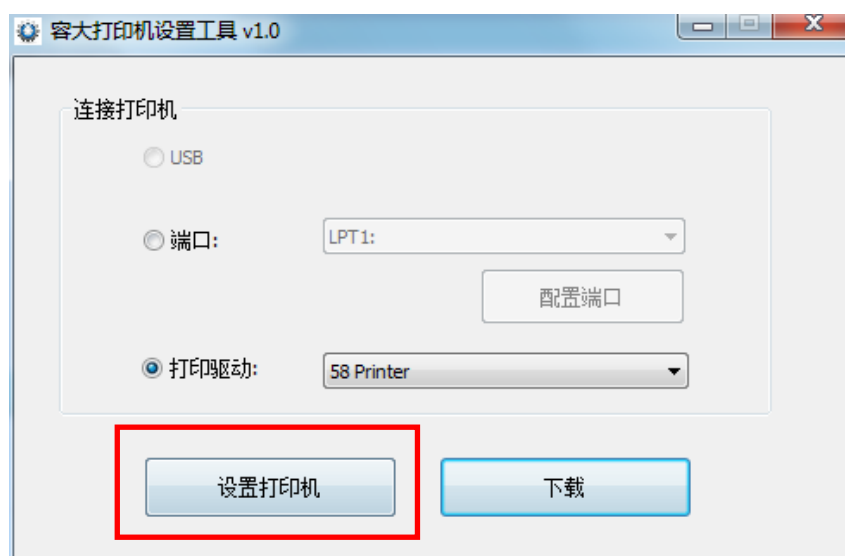 容大打印机设置工具 v1.0
连接打印机
USB
端口:
LPT1:
配置端口
打印驱动:
58 Printer
设置打印机
下载